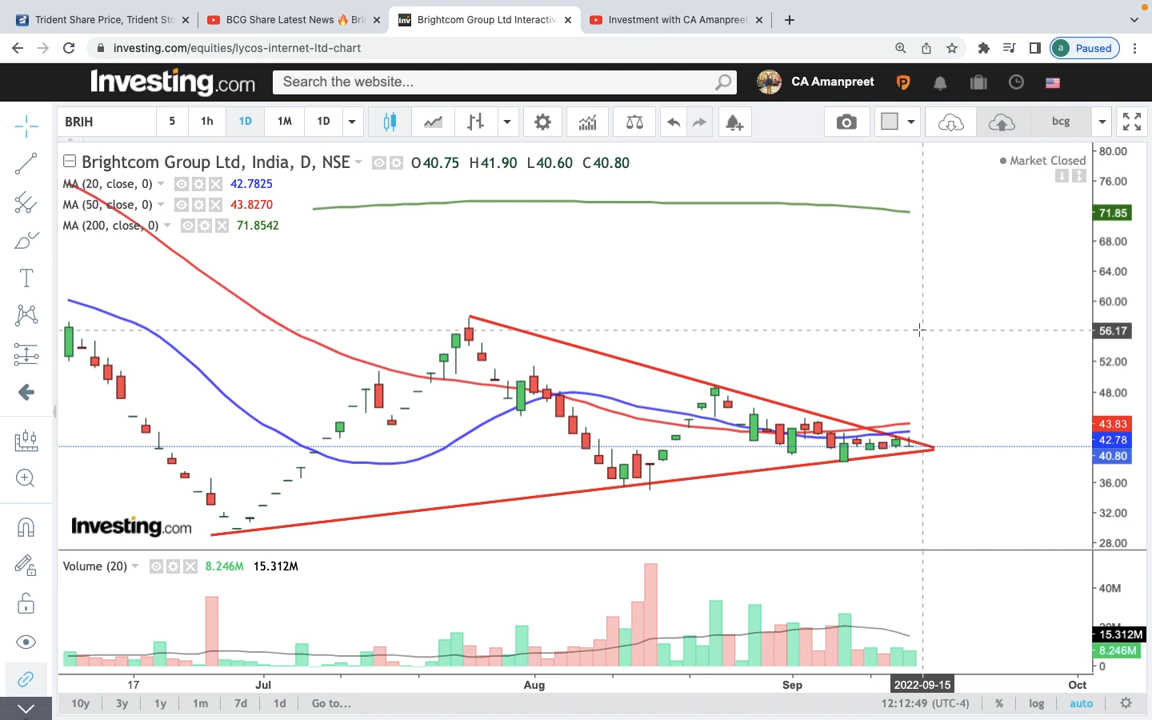 Trident Share Price, Trident Sto
BCG Share Latest News 🔥 Bri
Brightcom Group Ltd Interactiv
Investment with CA Amanpreet
investing.com/equities/lycos-internet-ltd-chart
a Paused
Investing.com
Search the website...
CA Amanpreet
BRIH 5 1h 1D 1M 1D bcg
Brightcom Group Ltd, India, D, NSE O40.75 H41.90 L40.60 C40.80
Market Closed
MA (20, close, 0) 42.7825
MA (50, close, 0) 43.8270
MA (200, close, 0) 71.8542
80.00
76.00
71.85
68.00
64.00
60.00
56.17
52.00
48.00
43.83
42.78
40.80
36.00
32.00
28.00
Investing.com
Volume (20) 8.246M 15.312M
40M
15.312M
8.246M
0
17 Jul Aug Sep 2022-09-15 Oct
10y 3y 1y 1m 7d 1d Go to... 12:12:49 (UTC-4) % log auto